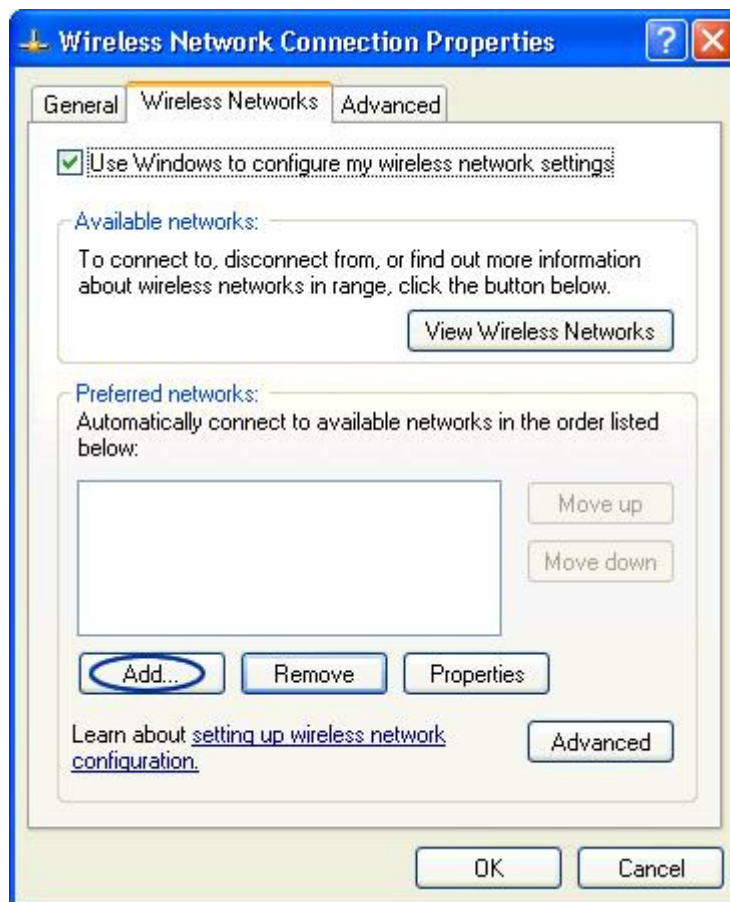 Wireless Network Connection Properties
General
Wireless Networks
Advanced
Use Windows to configure my wireless network settings
Available networks:
To connect to, disconnect from, or find out more information
about wireless networks in range, click the button below.
View Wireless Networks
Preferred networks:
Automatically connect to available networks in the order listed
below:
Move up
Move down
Add...
Remove
Properties
Learn about setting up wireless network
configuration.
Advanced
OK
Cancel